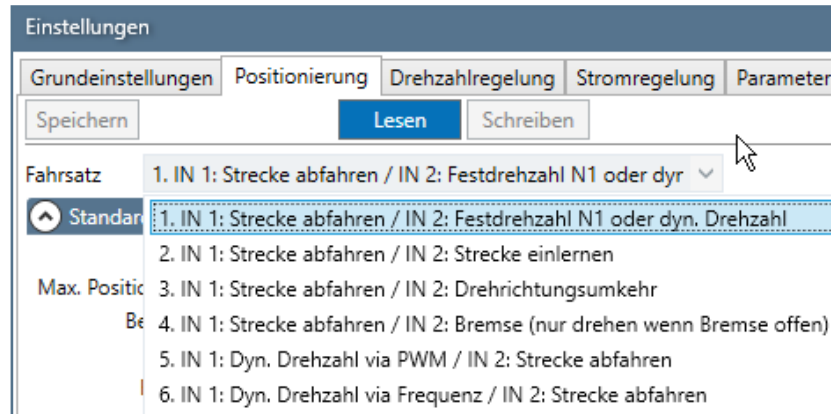 Einstellungen
Grundeinstellungen Positionierung Drehzahlregelung Stromregelung Parameter
Speichern Lesen Schreiben
Fahrsatz 1. IN 1: Strecke abfahren / IN 2: Festdrehzahl N1 oder dyr
Standar 1. IN 1: Strecke abfahren / IN 2: Festdrehzahl N1 oder dyn. Drehzahl
2. IN 1: Strecke abfahren / IN 2: Strecke einlernen
Max. Positio 3. IN 1: Strecke abfahren / IN 2: Drehrichtungsumkehr
Be 4. IN 1: Strecke abfahren / IN 2: Bremse (nur drehen wenn Bremse offen)
5. IN 1: Dyn. Drehzahl via PWM / IN 2: Strecke abfahren
6. IN 1: Dyn. Drehzahl via Frequenz / IN 2: Strecke abfahren